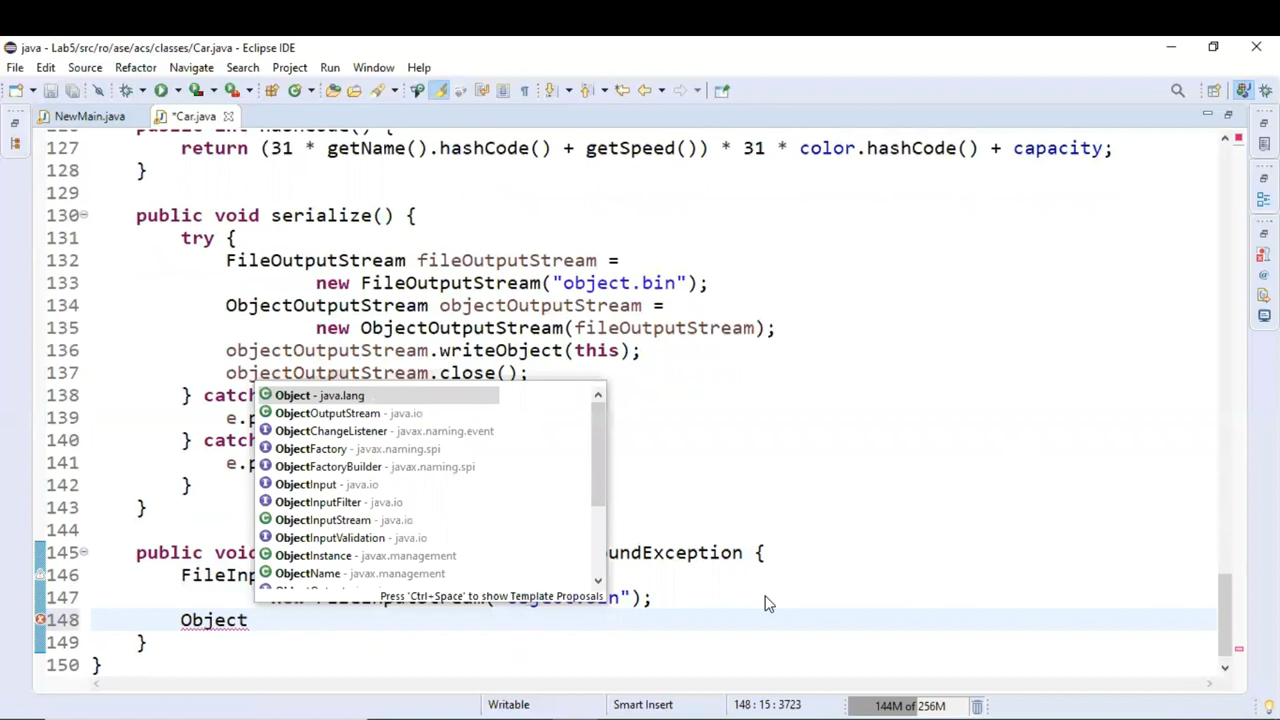 java - Lab5/src/ro/ase/acs/classes/Car.java - Eclipse IDE
File Edit Source Refactor Navigate Search Project Run Window Help
NewMain.java *Car.java
public int hashCode() {
127 return (31 * getName().hashCode() + getSpeed()) * 31 * color.hashCode() + capacity;
128 }
129
130 public void serialize() {
131 try {
132 FileOutputStream fileOutputStream =
133 new FileOutputStream("object.bin");
134 ObjectOutputStream objectOutputStream =
135 new ObjectOutputStream(fileOutputStream);
136 objectOutputStream.writeObject(this);
137 objectOutputStream.close();
138 } catch
139 e.p
140 } catch
141 e.p
142 }
143 }
144
145 public void undException {
146 FileInp
147 ("object.bin");
148 Object
149 }
150 }
Object - java.lang
ObjectOutputStream - java.io
ObjectChangeListener - javax.naming.event
ObjectFactory - javax.naming.spi
ObjectFactoryBuilder - javax.naming.spi
ObjectInput - java.io
ObjectInputFilter - java.io
ObjectInputStream - java.io
ObjectInputValidation - java.io
ObjectInstance - javax.management
ObjectName - javax.management
Press 'Ctrl+Space' to show Template Proposals
Writable Smart Insert 148 : 15 : 3723 144M of 256M